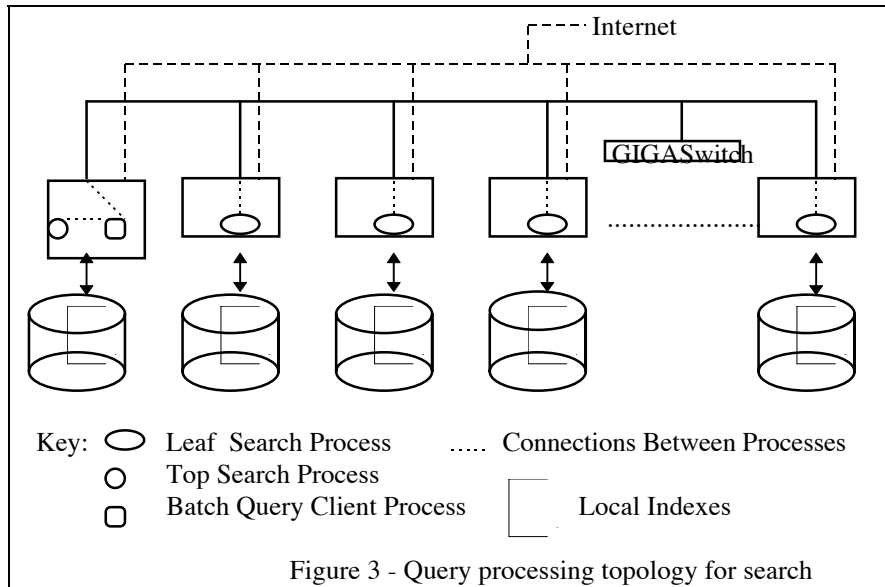 Internet
GIGASwitch
Key: Leaf Search Process ..... Connections Between Processes
Top Search Process
Batch Query Client Process Local Indexes
Figure 3 - Query processing topology for search